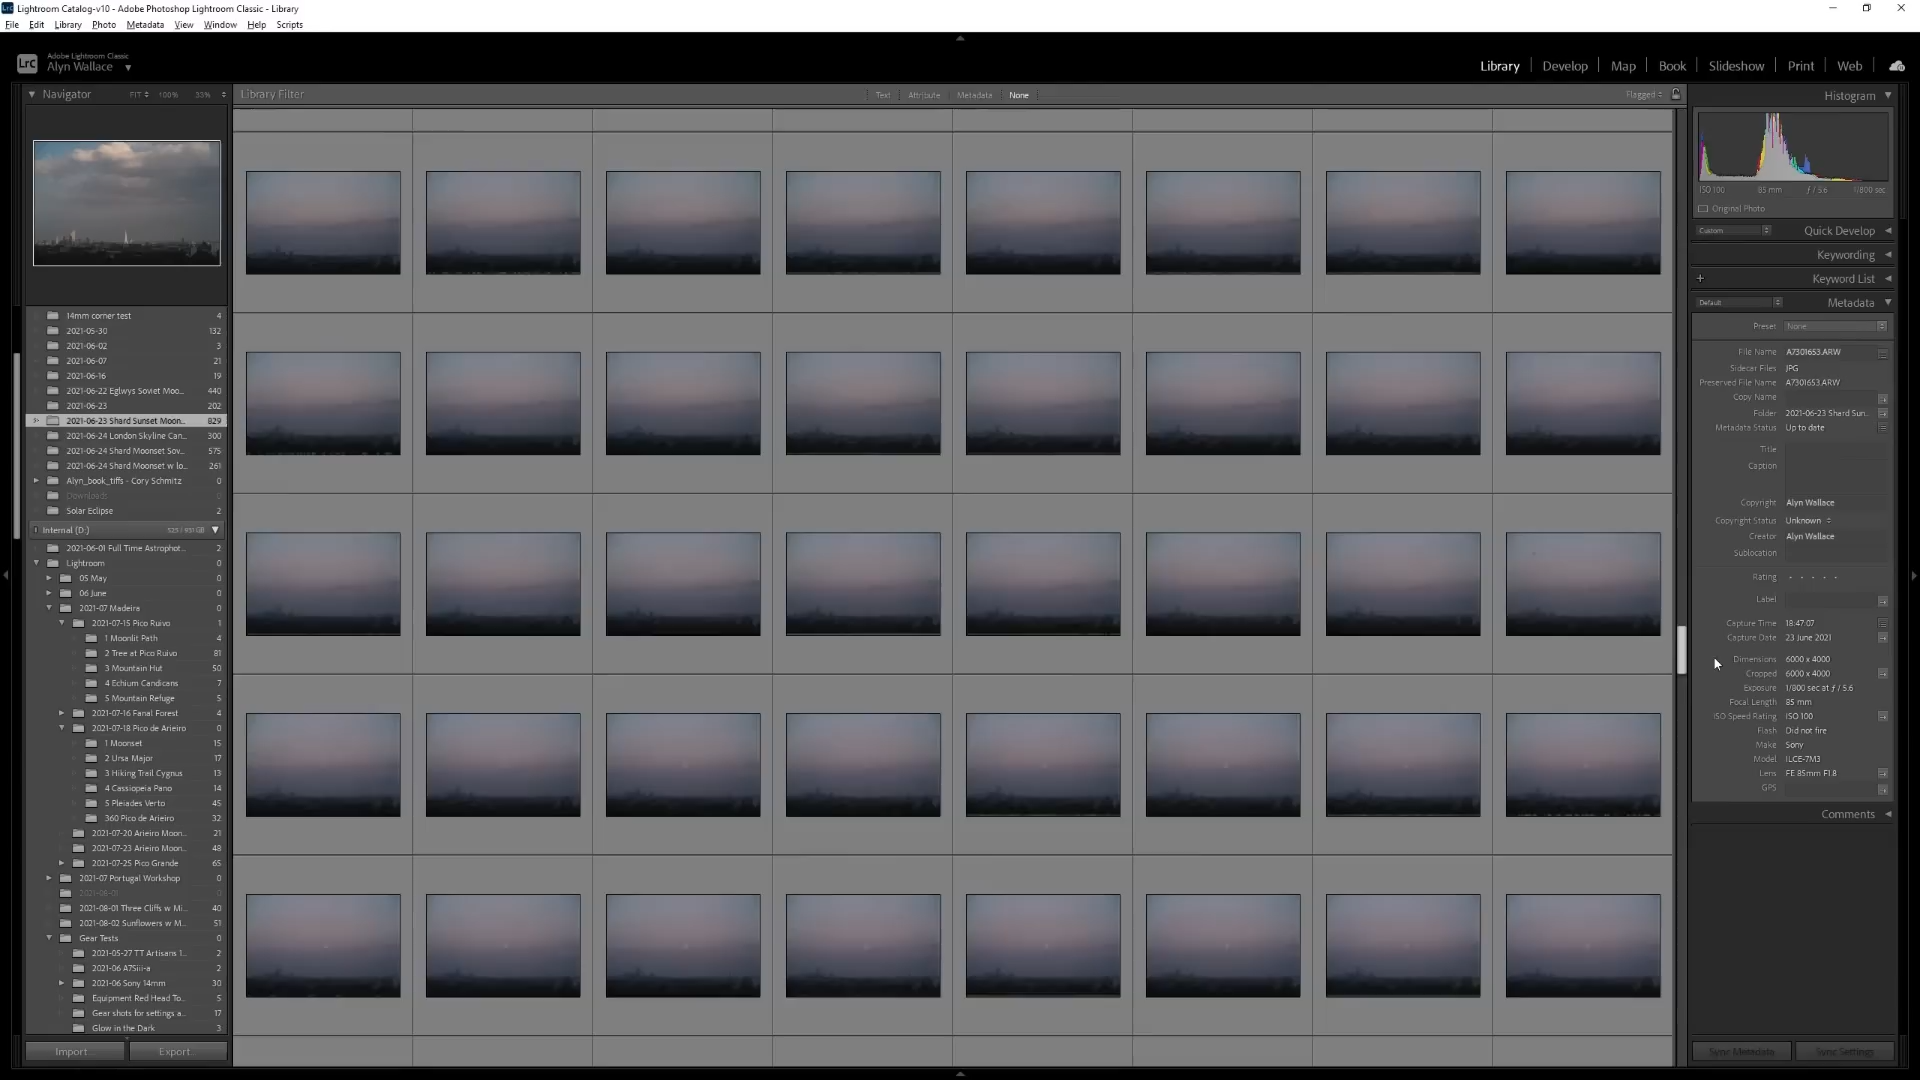 Lightroom Catalog-v10 - Adobe Photoshop Lightroom Classic - Library
File Edit Library Photo Metadata View Window Help Scripts
LrC
Adobe Lightroom Classic
Alyn Wallace
Library Develop Map Book Slideshow Print Web
Navigator FIT 100% 33%
Library Filter Text Attribute Metadata None Flagged
Histogram
ISO 100 85 mm ƒ / 5.6 1/800 sec
Original Photo
Custom Quick Develop
Keywording
+ Keyword List
Default Metadata
Preset None
File Name A7301653.ARW
Sidecar Files JPG
Preserved File Name A7301653.ARW
Copy Name
Folder 2021-06-23 Shard Sun...
Metadata Status Up to date
Title
Caption
Copyright Alyn Wallace
Copyright Status Unknown
Creator Alyn Wallace
Sublocation
Rating
Label
Capture Time 18:47:07
Capture Date 23 June 2021
Dimensions 6000 x 4000
Cropped 6000 x 4000
Exposure 1/800 sec at ƒ / 5.6
Focal Length 85 mm
ISO Speed Rating ISO 100
Flash Did not fire
Make Sony
Model ILCE-7M3
Lens FE 85mm F1.8
GPS
Comments
Sync Metadata Sync Settings
14mm corner test 4
2021-05-30 132
2021-06-02 3
2021-06-07 21
2021-06-16 19
2021-06-22 Eglwys Soviet Moo... 440
2021-06-23 202
2021-06-23 Shard Sunset Moon... 829
2021-06-24 London Skyline Can... 300
2021-06-24 Shard Moonset Sov... 575
2021-06-24 Shard Moonset w lo... 261
Alyn_book_tiffs - Cory Schmitz 0
Downloads 0
Solar Eclipse 2
Internal (D:)
2021-06-01 Full Time Astrophot... 2
Lightroom 0
05 May 0
06 June 0
2021-07 Madeira 0
2021-07-15 Pico Ruivo 1
1 Moonlit Path 4
2 Tree at Pico Ruivo 81
3 Mountain Hut 50
4 Echium Candicans 7
5 Mountain Refuge 5
2021-07-16 Fanal Forest 4
2021-07-18 Pico de Arieiro 0
1 Moonset 15
2 Ursa Major 17
3 Hiking Trail Cygnus 13
4 Cassiopeia Pano 14
5 Pleiades Verto 45
360 Pico de Arieiro 32
2021-07-20 Arieiro Moon... 21
2021-07-23 Arieiro Moon... 48
2021-07-25 Pico Grande 65
2021-07 Portugal Workshop 0
2021-08-01 0
2021-08-01 Three Cliffs w Mi... 40
2021-08-02 Sunflowers w M... 51
Gear Tests 0
2021-05-27 TT Artisans 1... 2
2021-06 A7Siii-a 2
2021-06 Sony 14mm 30
Equipment Red Head To... 5
Gear shots for settings a... 17
Glow in the Dark 3
Import... Export...